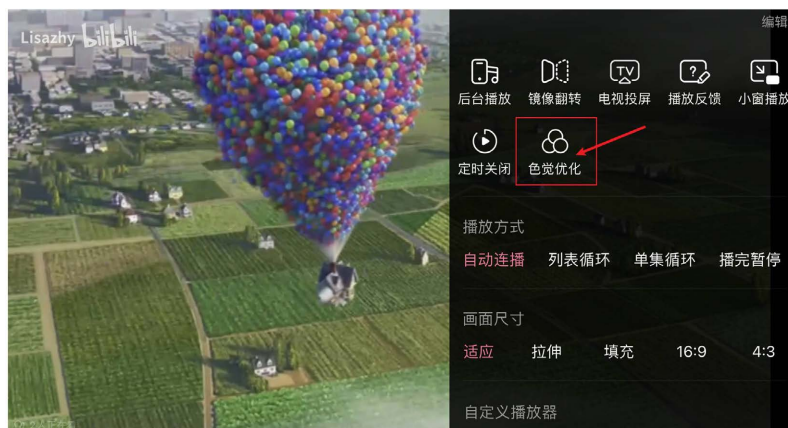 Lisazhy bilibili
编辑
后台播放 镜像翻转 电视投屏 播放反馈 小窗播放
定时关闭 色觉优化
播放方式
自动连播 列表循环 单集循环 播完暂停
画面尺寸
适应 拉伸 填充 16:9 4:3
自定义播放器